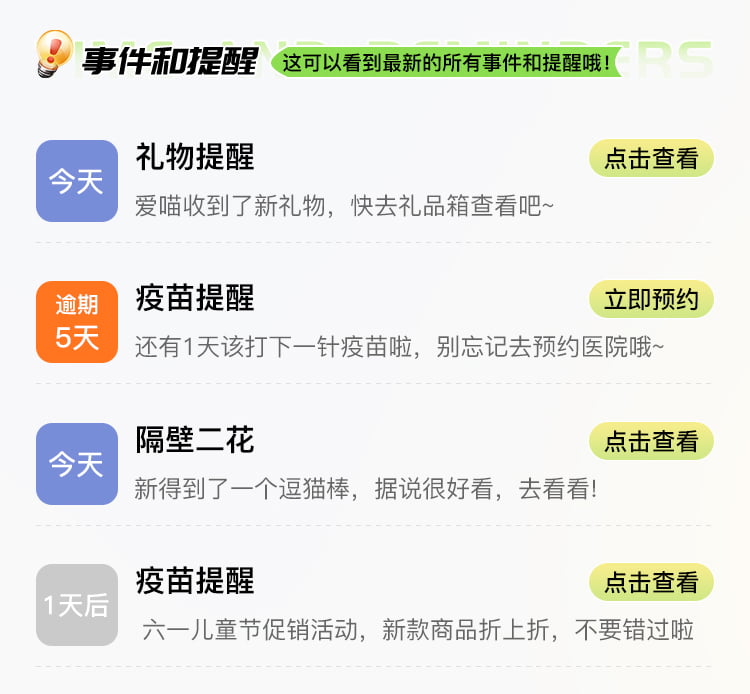 事件和提醒
这可以看到最新的所有事件和提醒哦!
今天
礼物提醒
点击查看
爱喵收到了新礼物，快去礼品箱查看吧~
逾期
5天
疫苗提醒
立即预约
还有1天该打下一针疫苗啦，别忘记去预约医院哦~
今天
隔壁二花
点击查看
新得到了一个逗猫棒，据说很好看，去看看!
1天后
疫苗提醒
点击查看
六一儿童节促销活动，新款商品折上折，不要错过啦